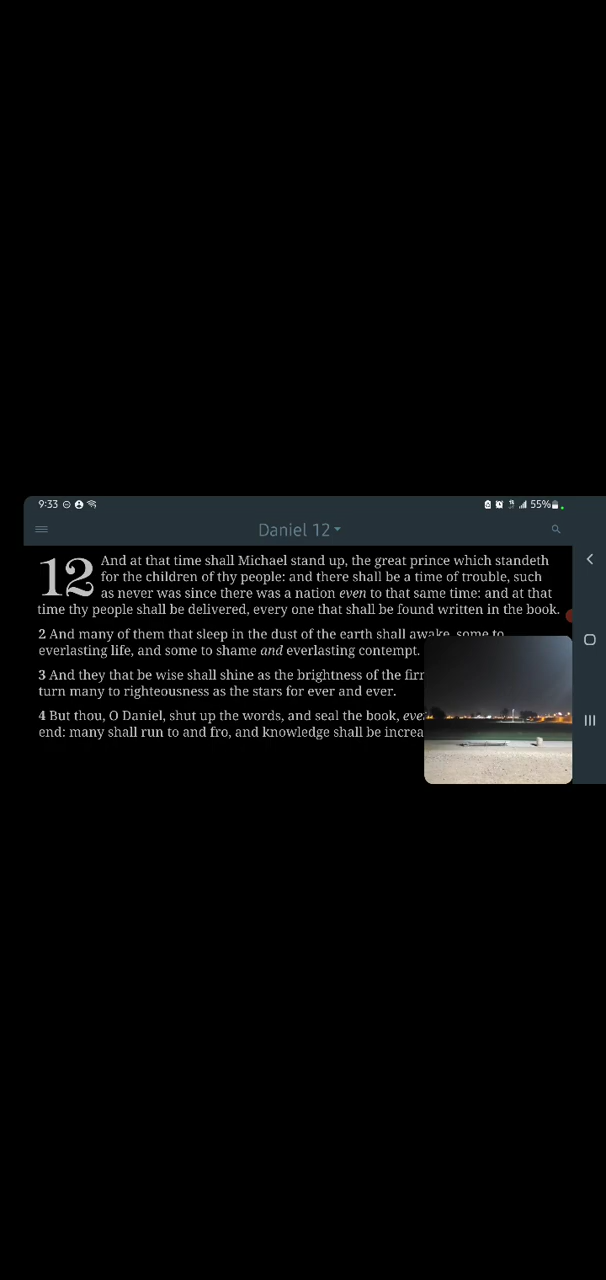 9:33 55%
Daniel 12
12 And at that time shall Michael stand up, the great prince which standeth
for the children of thy people: and there shall be a time of trouble, such
as never was since there was a nation even to that same time: and at that
time thy people shall be delivered, every one that shall be found written in the book.
2 And many of them that sleep in the dust of the earth shall awake, some to
everlasting life, and some to shame and everlasting contempt.
3 And they that be wise shall shine as the brightness of the
turn many to righteousness as the stars for ever and ever.
4 But thou, O Daniel, shut up the words, and seal the book,
end: many shall run to and fro, and knowledge shall be